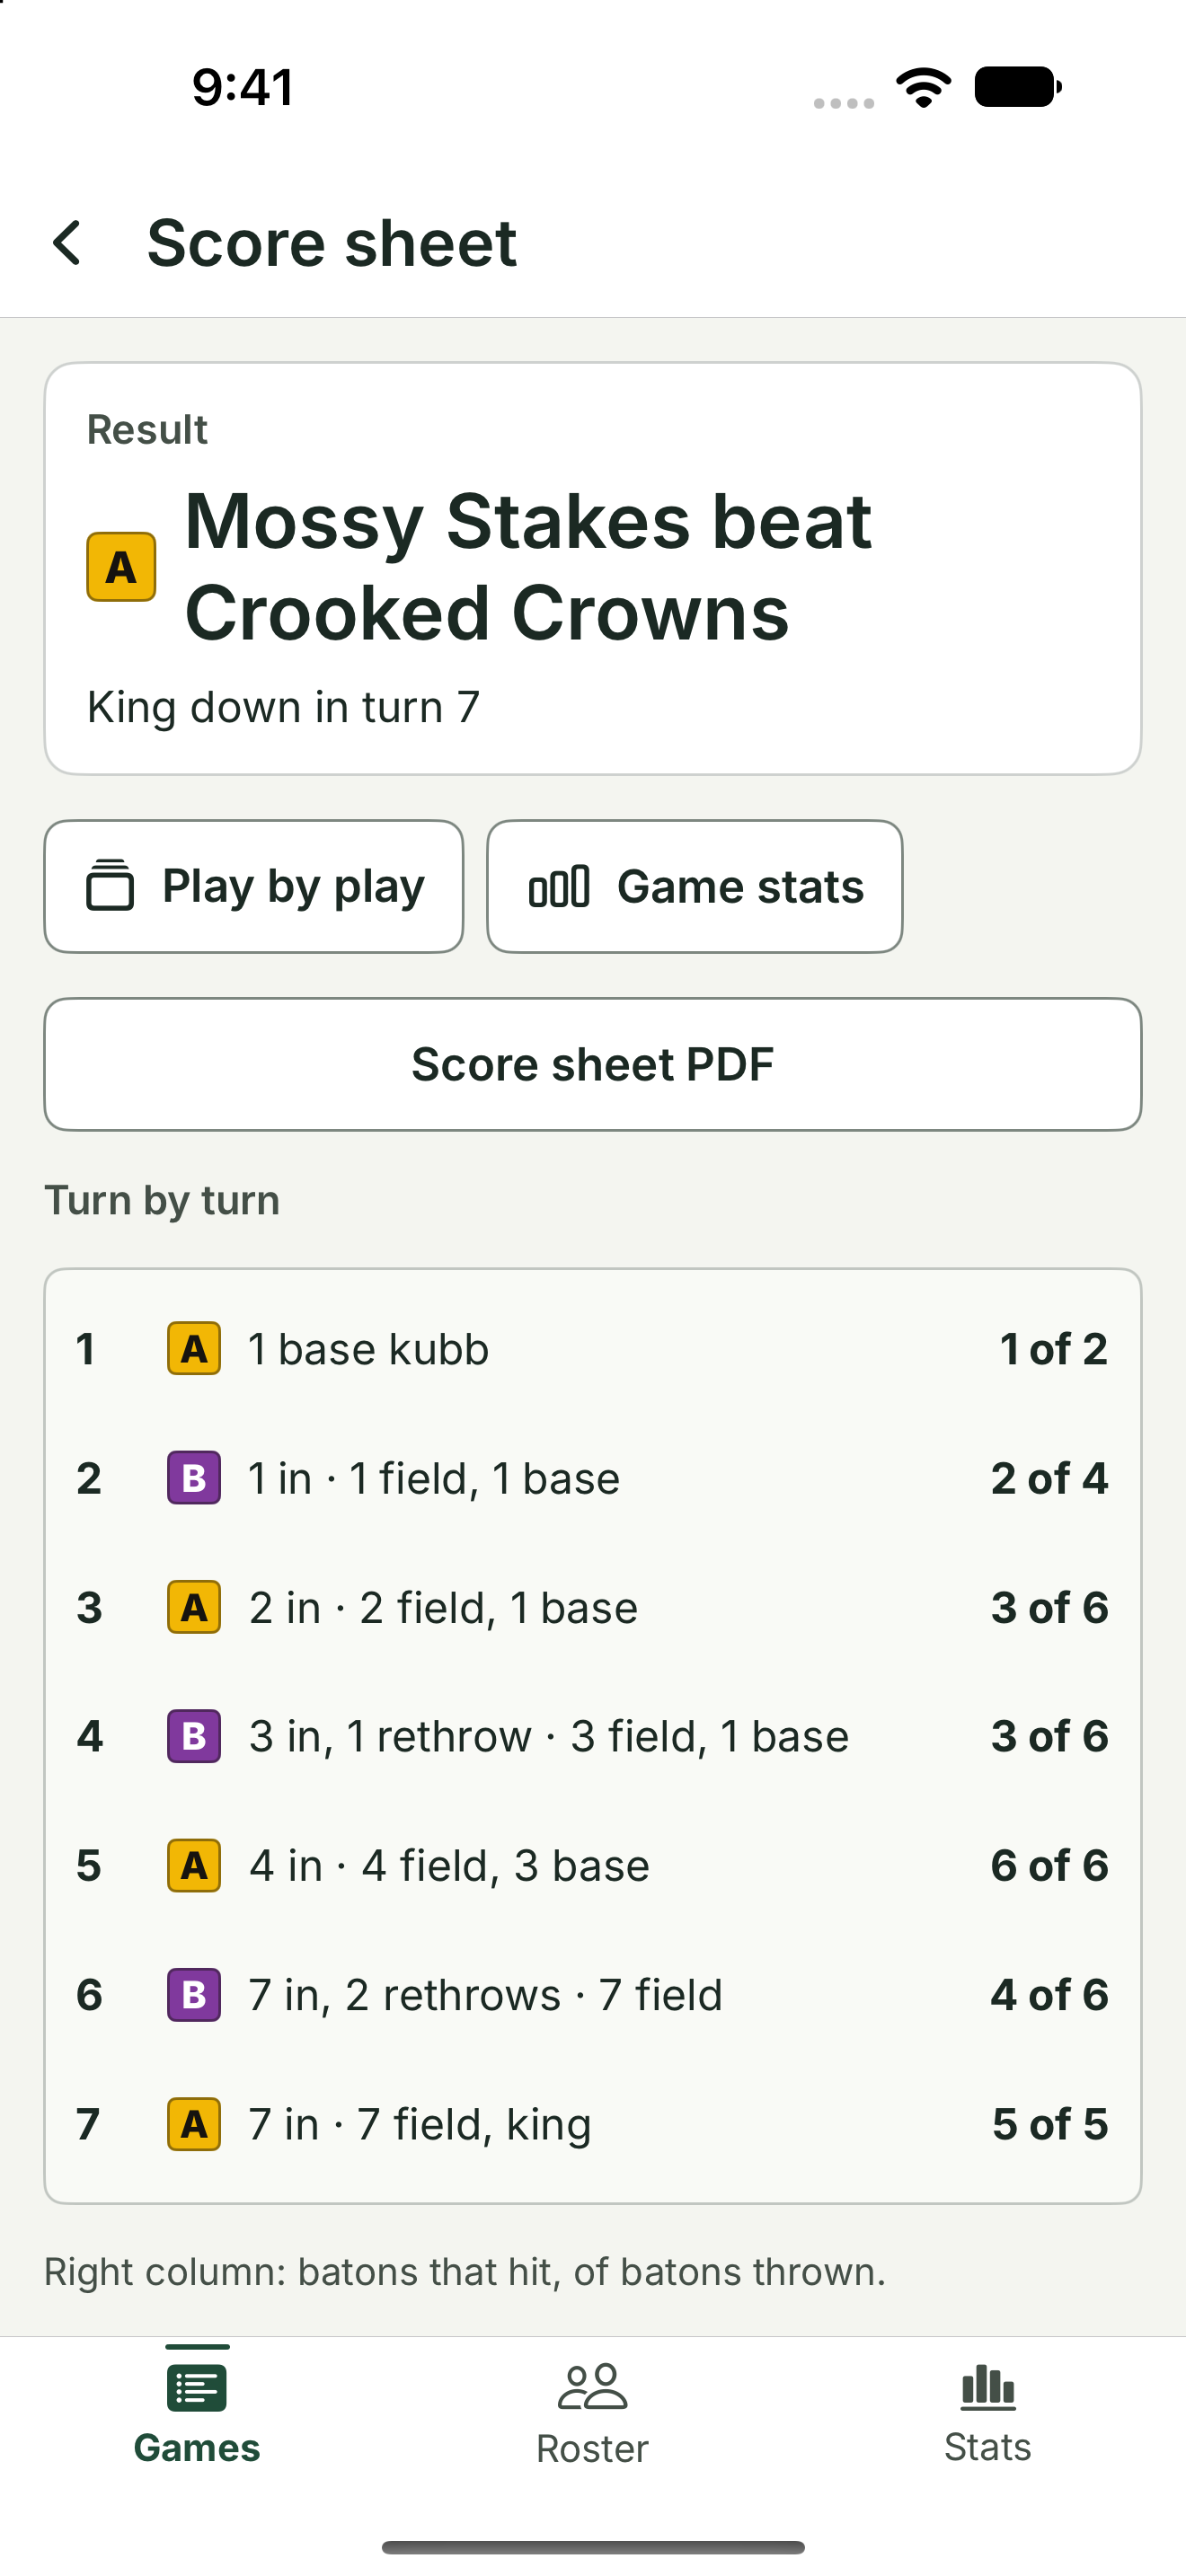 9:41
Score sheet
Result
A Mossy Stakes beat
Crooked Crowns
King down in turn 7
Play by play Game stats
Score sheet PDF
Turn by turn
1 A 1 base kubb 1 of 2
2 B 1 in · 1 field, 1 base 2 of 4
3 A 2 in · 2 field, 1 base 3 of 6
4 B 3 in, 1 rethrow · 3 field, 1 base 3 of 6
5 A 4 in · 4 field, 3 base 6 of 6
6 B 7 in, 2 rethrows · 7 field 4 of 6
7 A 7 in · 7 field, king 5 of 5
Right column: batons that hit, of batons thrown.
Games Roster Stats